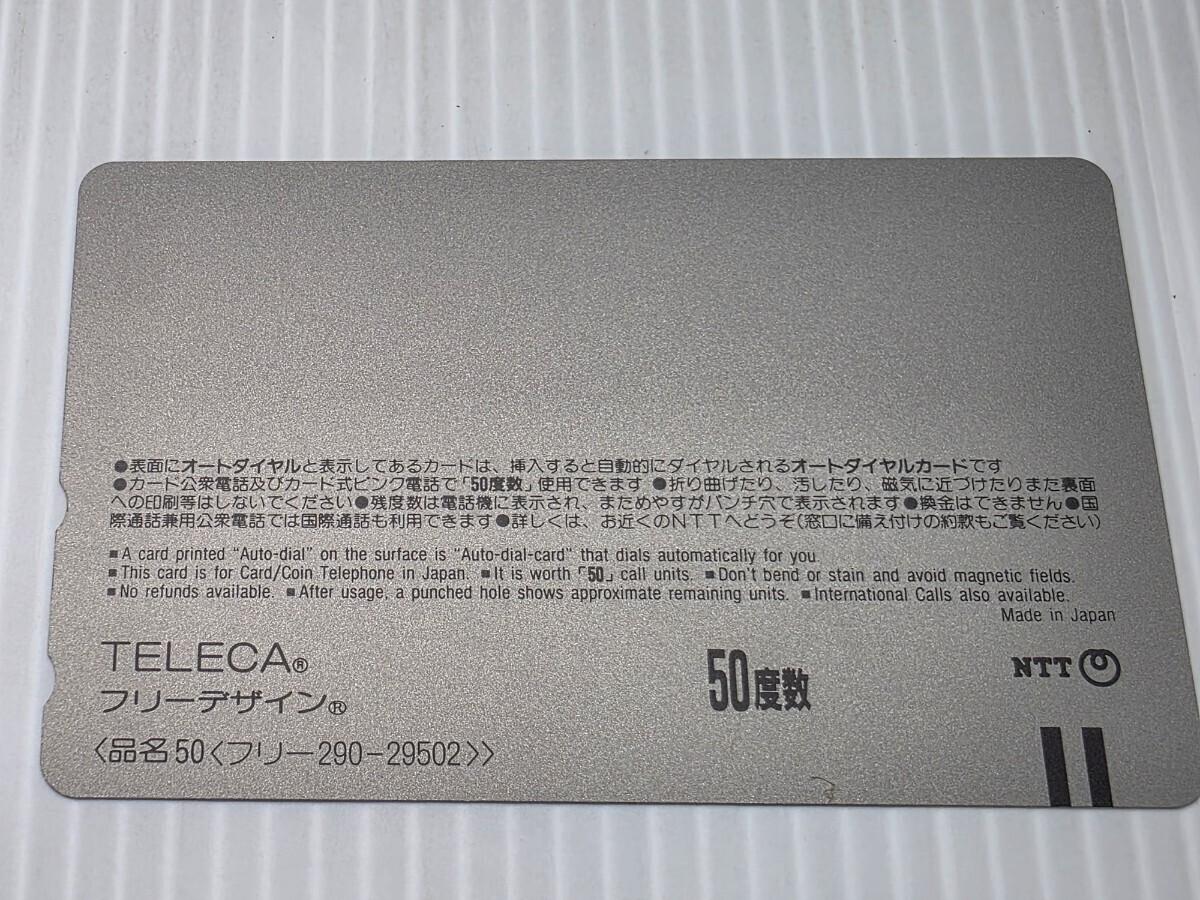 ●表面にオートダイヤルと表示してあるカードは、挿入すると自動的にダイヤルされるオートダイヤルカードです
●カード公衆電話及びカード式ピンク電話で「50度数」使用できます ●折り曲げたり、汚したり、磁気に近づけたりまた裏面
への印刷等はしないでください●残度数は電話機に表示され、まためやすがパンチ穴で表示されます●換金はできません●国
際通話兼用公衆電話では国際通話も利用できます●詳しくは、お近くのNTTへどうぞ(窓口に備え付けの約款もご覧ください)
■A card printed “Auto-dial” on the surface is “Auto-dial-card” that dials automatically for you
■This card is for Card/Coin Telephone in Japan. ■It is worth「50」call units. ■Don't bend or stain and avoid magnetic fields.
■No refunds available. ■After usage, a punched hole shows approximate remaining units. ■International Calls also available.
Made in Japan
TELECA®
フリーデザイン®
50度数
NTT
〈品名50〈フリー290-29502〉〉